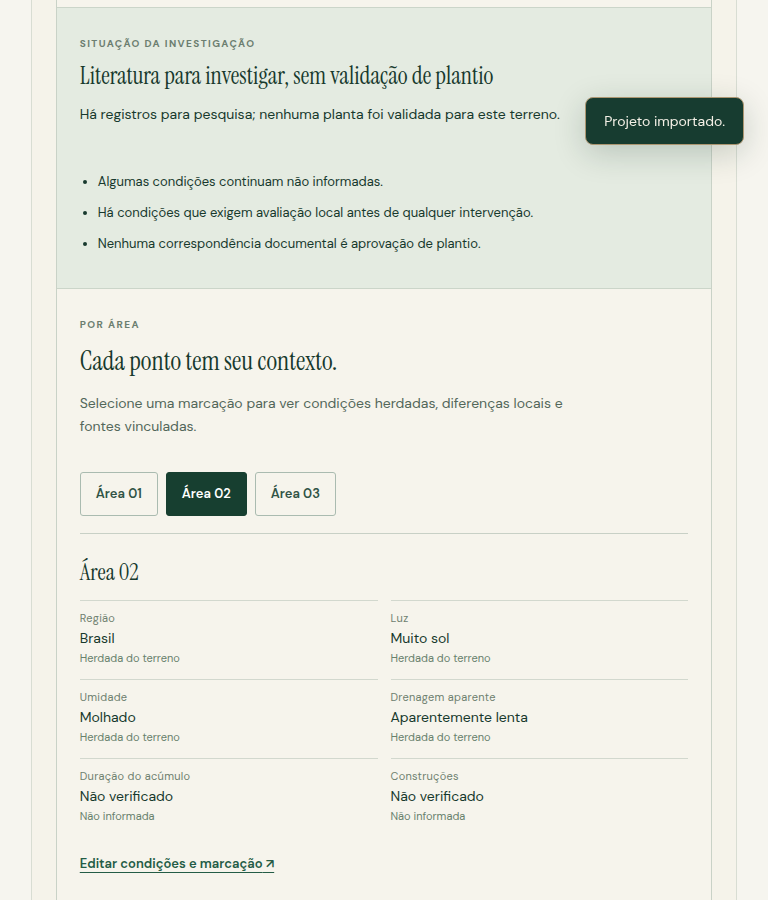 SITUAÇÃO DA INVESTIGAÇÃO
Literatura para investigar, sem validação de plantio
Há registros para pesquisa; nenhuma planta foi validada para este terreno.
Projeto importado.
Algumas condições continuam não informadas.
Há condições que exigem avaliação local antes de qualquer intervenção.
Nenhuma correspondência documental é aprovação de plantio.
POR ÁREA
Cada ponto tem seu contexto.
Selecione uma marcação para ver condições herdadas, diferenças locais e
fontes vinculadas.
Área 01
Área 02
Área 03
Área 02
Região
Brasil
Herdada do terreno
Luz
Muito sol
Herdada do terreno
Umidade
Molhado
Herdada do terreno
Drenagem aparente
Aparentemente lenta
Herdada do terreno
Duração do acúmulo
Não verificado
Não informada
Construções
Não verificado
Não informada
Editar condições e marcação ↗